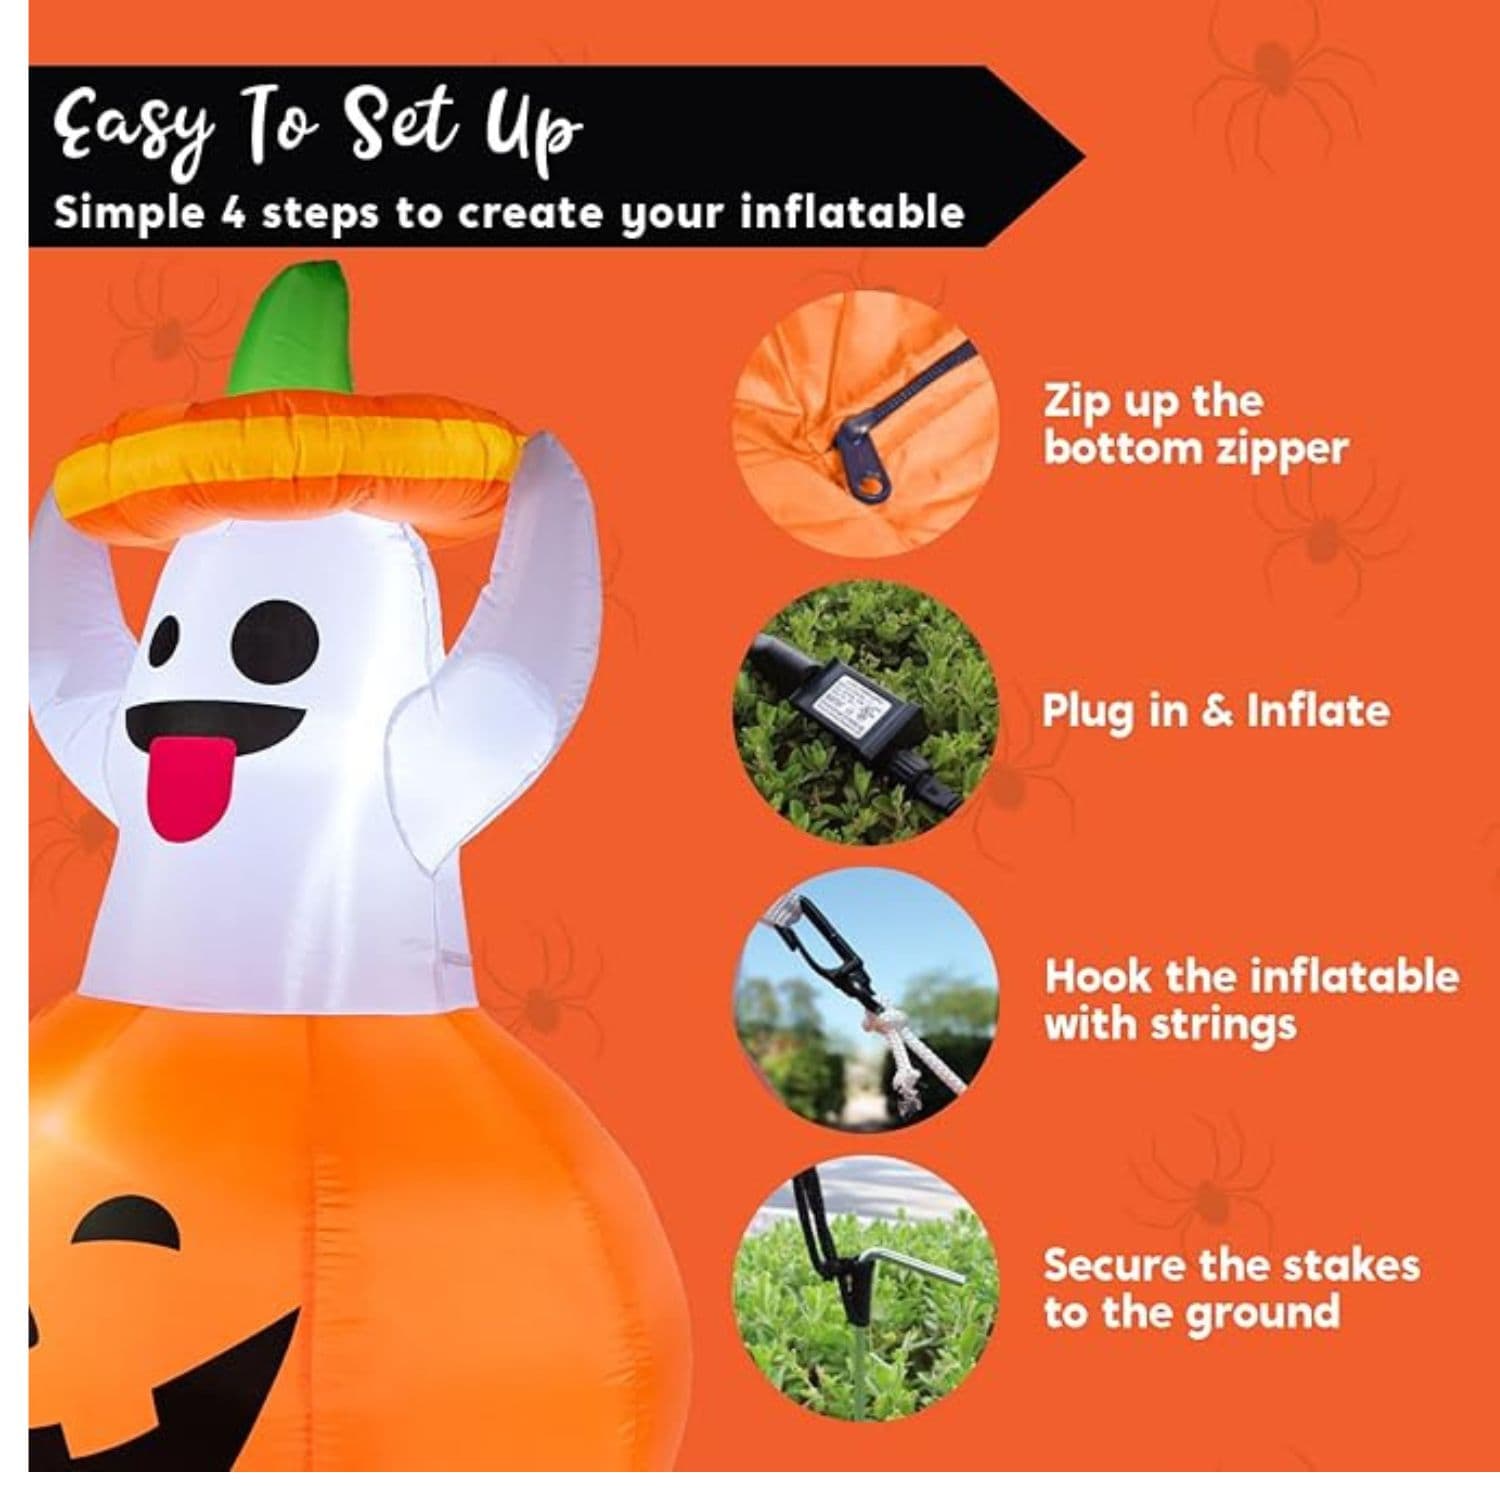 Easy To Set Up
Simple 4 steps to create your inflatable
Zip up the
bottom zipper
Plug in & Inflate
Hook the inflatable
with strings
Secure the stakes
to the ground